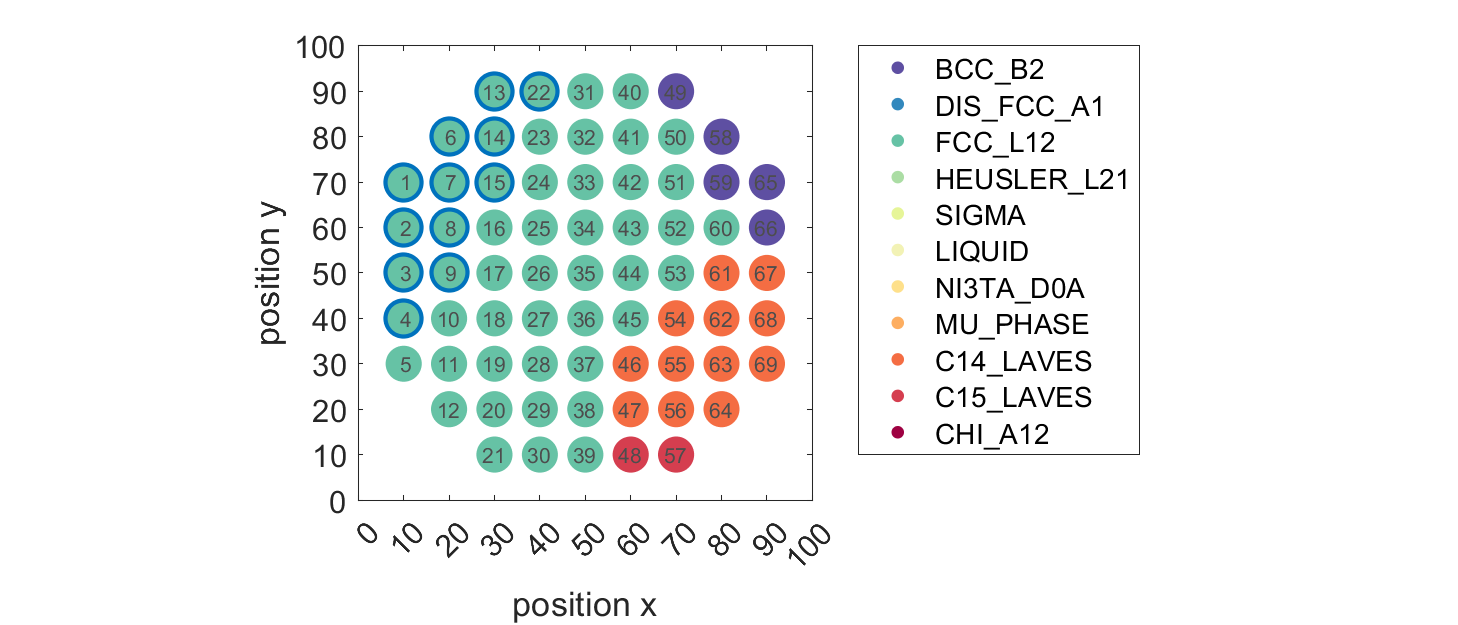 100
90
80
70
60
50
40
30
20
10
0
position y
13 22 31 40 49
6 14 23 32 41 50 58
1 7 15 24 33 42 51 59 65
2 8 16 25 34 43 52 60 66
3 9 17 26 35 44 53 61 67
4 10 18 27 36 45 54 62 68
5 11 19 28 37 46 55 63 69
12 20 29 38 47 56 64
21 30 39 48 57
0 10 20 30 40 50 60 70 80 90 100
position x
BCC_B2
DIS_FCC_A1
FCC_L12
HEUSLER_L21
SIGMA
LIQUID
NI3TA_D0A
MU_PHASE
C14_LAVES
C15_LAVES
CHI_A12